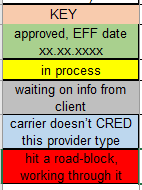 KEY
approved, EFF date
xx.xx.xxxx
in process
waiting on info from
client
carrier doesn't CRED
this provider type
hit a road-block,
working through it